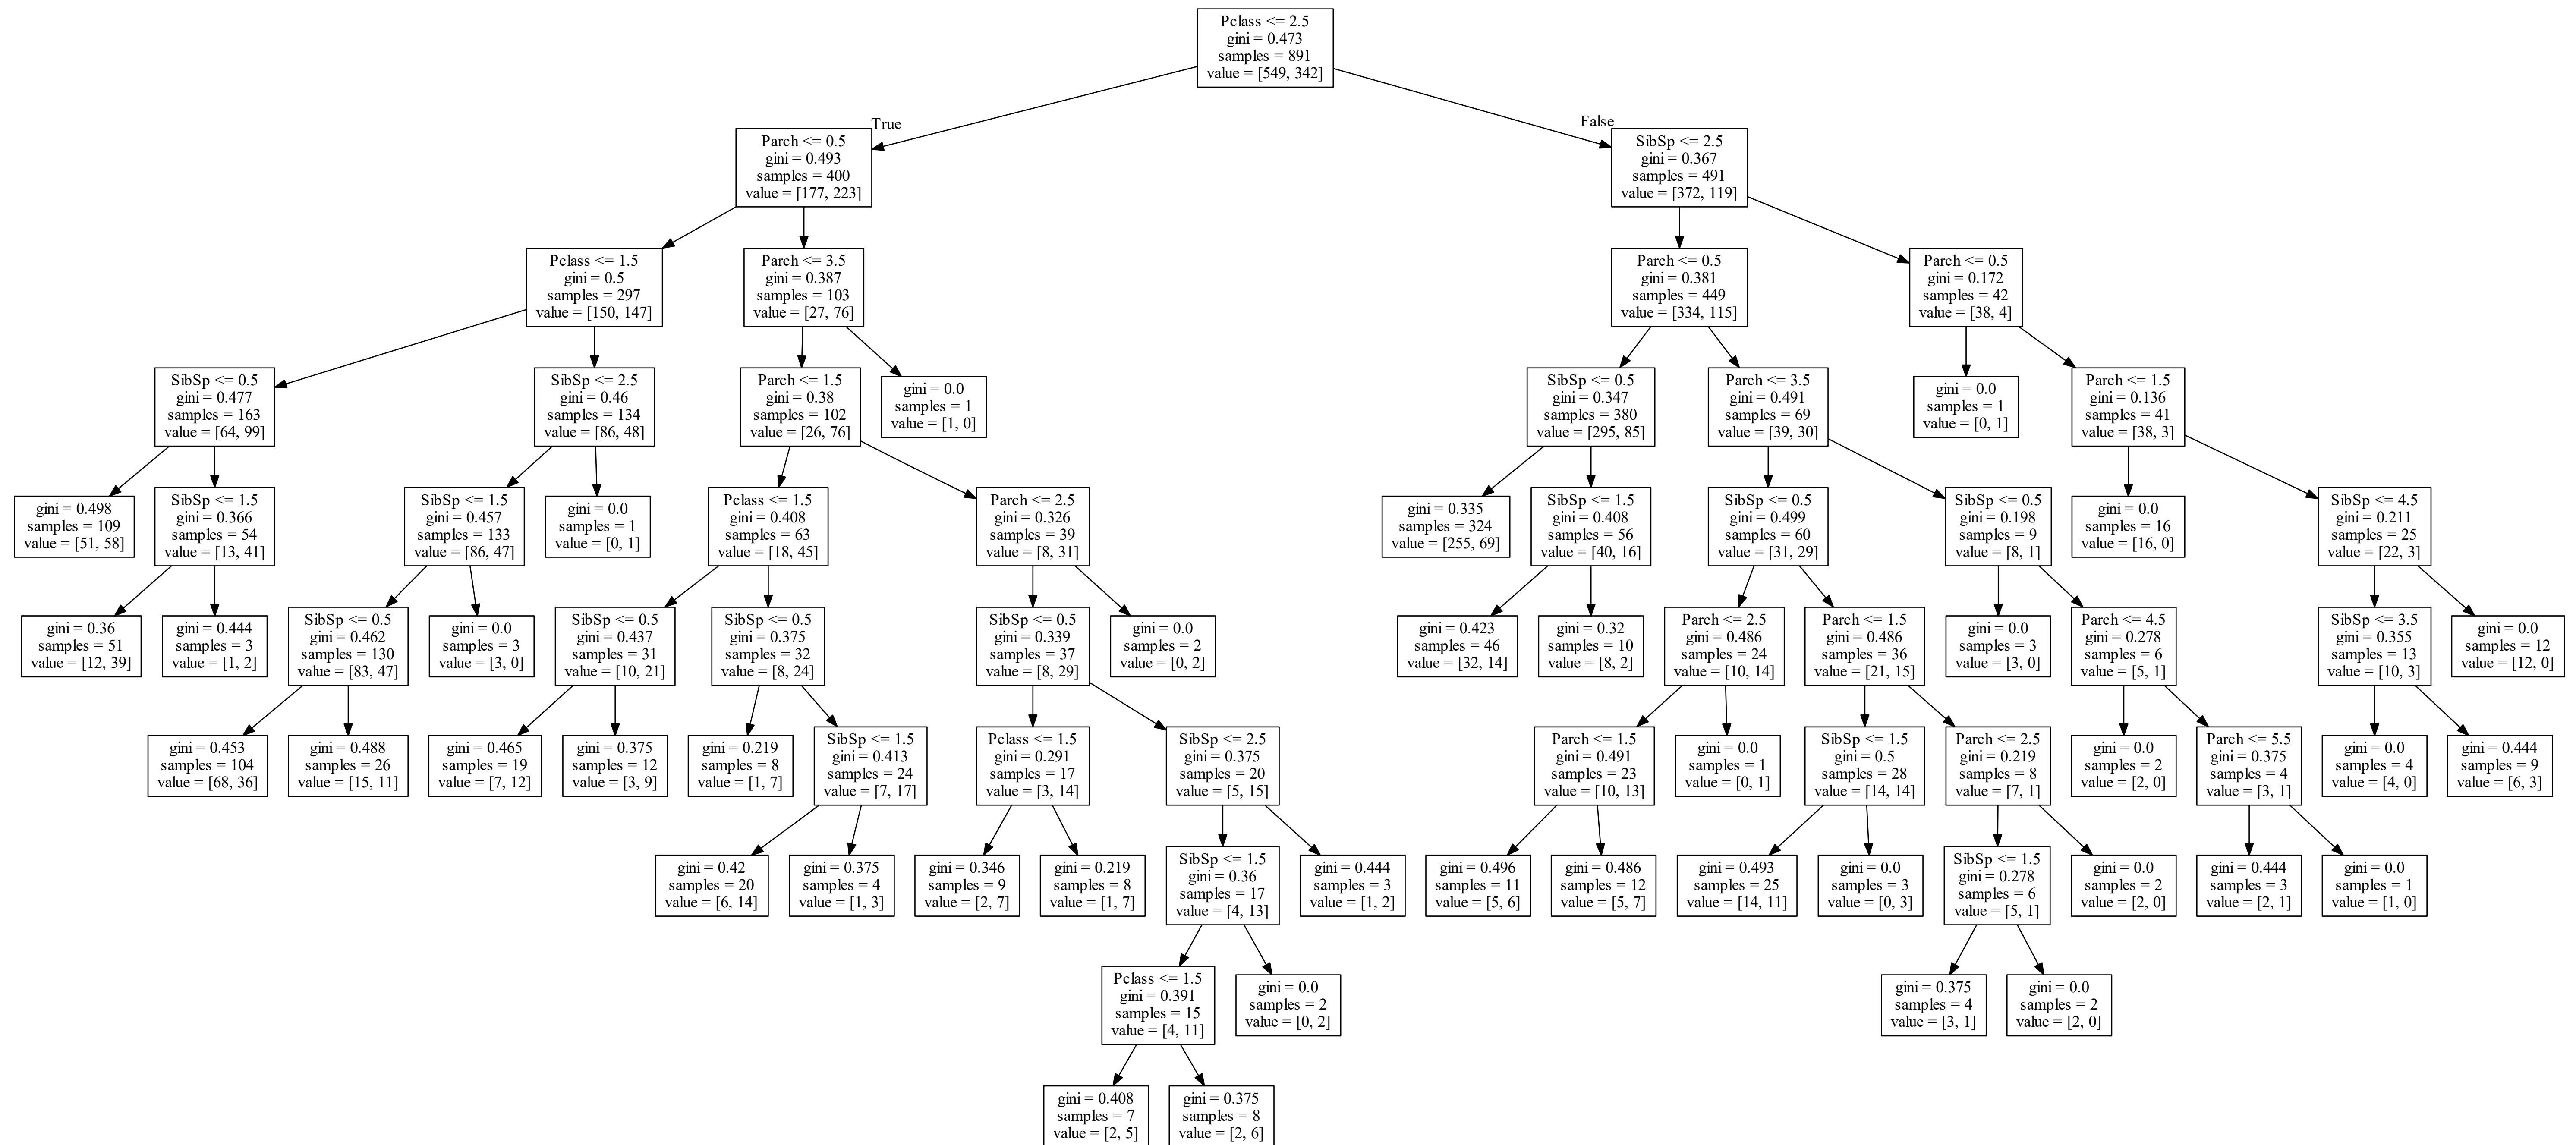 Pclass <= 2.5
gini = 0.473
samples = 891
value = [549, 342]
True
False
Parch <= 0.5
gini = 0.493
samples = 400
value = [177, 223]
SibSp <= 2.5
gini = 0.367
samples = 491
value = [372, 119]
Pclass <= 1.5
gini = 0.5
samples = 297
value = [150, 147]
Parch <= 3.5
gini = 0.387
samples = 103
value = [27, 76]
Parch <= 0.5
gini = 0.381
samples = 449
value = [334, 115]
Parch <= 0.5
gini = 0.172
samples = 42
value = [38, 4]
SibSp <= 0.5
gini = 0.477
samples = 163
value = [64, 99]
SibSp <= 2.5
gini = 0.46
samples = 134
value = [86, 48]
Parch <= 1.5
gini = 0.38
samples = 102
value = [26, 76]
gini = 0.0
samples = 1
value = [1, 0]
SibSp <= 0.5
gini = 0.347
samples = 380
value = [295, 85]
Parch <= 3.5
gini = 0.491
samples = 69
value = [39, 30]
gini = 0.0
samples = 1
value = [0, 1]
Parch <= 1.5
gini = 0.136
samples = 41
value = [38, 3]
gini = 0.498
samples = 109
value = [51, 58]
SibSp <= 1.5
gini = 0.366
samples = 54
value = [13, 41]
SibSp <= 1.5
gini = 0.457
samples = 133
value = [86, 47]
gini = 0.0
samples = 1
value = [0, 1]
Pclass <= 1.5
gini = 0.408
samples = 63
value = [18, 45]
Parch <= 2.5
gini = 0.326
samples = 39
value = [8, 31]
gini = 0.335
samples = 324
value = [255, 69]
SibSp <= 1.5
gini = 0.408
samples = 56
value = [40, 16]
SibSp <= 0.5
gini = 0.499
samples = 60
value = [31, 29]
SibSp <= 0.5
gini = 0.198
samples = 9
value = [8, 1]
gini = 0.0
samples = 16
value = [16, 0]
SibSp <= 4.5
gini = 0.211
samples = 25
value = [22, 3]
gini = 0.36
samples = 51
value = [12, 39]
gini = 0.444
samples = 3
value = [1, 2]
SibSp <= 0.5
gini = 0.462
samples = 130
value = [83, 47]
gini = 0.0
samples = 3
value = [3, 0]
SibSp <= 0.5
gini = 0.437
samples = 31
value = [10, 21]
SibSp <= 0.5
gini = 0.375
samples = 32
value = [8, 24]
SibSp <= 0.5
gini = 0.339
samples = 37
value = [8, 29]
gini = 0.0
samples = 2
value = [0, 2]
gini = 0.423
samples = 46
value = [32, 14]
gini = 0.32
samples = 10
value = [8, 2]
Parch <= 2.5
gini = 0.486
samples = 24
value = [10, 14]
Parch <= 1.5
gini = 0.486
samples = 36
value = [21, 15]
gini = 0.0
samples = 3
value = [3, 0]
Parch <= 4.5
gini = 0.278
samples = 6
value = [5, 1]
SibSp <= 3.5
gini = 0.355
samples = 13
value = [10, 3]
gini = 0.0
samples = 12
value = [12, 0]
gini = 0.453
samples = 104
value = [68, 36]
gini = 0.488
samples = 26
value = [15, 11]
gini = 0.465
samples = 19
value = [7, 12]
gini = 0.375
samples = 12
value = [3, 9]
gini = 0.219
samples = 8
value = [1, 7]
SibSp <= 1.5
gini = 0.413
samples = 24
value = [7, 17]
Pclass <= 1.5
gini = 0.291
samples = 17
value = [3, 14]
SibSp <= 2.5
gini = 0.375
samples = 20
value = [5, 15]
Parch <= 1.5
gini = 0.491
samples = 23
value = [10, 13]
gini = 0.0
samples = 1
value = [0, 1]
SibSp <= 1.5
gini = 0.5
samples = 28
value = [14, 14]
Parch <= 2.5
gini = 0.219
samples = 8
value = [7, 1]
gini = 0.0
samples = 2
value = [2, 0]
Parch <= 5.5
gini = 0.375
samples = 4
value = [3, 1]
gini = 0.0
samples = 4
value = [4, 0]
gini = 0.444
samples = 9
value = [6, 3]
gini = 0.42
samples = 20
value = [6, 14]
gini = 0.375
samples = 4
value = [1, 3]
gini = 0.346
samples = 9
value = [2, 7]
gini = 0.219
samples = 8
value = [1, 7]
SibSp <= 1.5
gini = 0.36
samples = 17
value = [4, 13]
gini = 0.444
samples = 3
value = [1, 2]
gini = 0.496
samples = 11
value = [5, 6]
gini = 0.486
samples = 12
value = [5, 7]
gini = 0.493
samples = 25
value = [14, 11]
gini = 0.0
samples = 3
value = [0, 3]
SibSp <= 1.5
gini = 0.278
samples = 6
value = [5, 1]
gini = 0.0
samples = 2
value = [2, 0]
gini = 0.444
samples = 3
value = [2, 1]
gini = 0.0
samples = 1
value = [1, 0]
Pclass <= 1.5
gini = 0.391
samples = 15
value = [4, 11]
gini = 0.0
samples = 2
value = [0, 2]
gini = 0.375
samples = 4
value = [3, 1]
gini = 0.0
samples = 2
value = [2, 0]
gini = 0.408
samples = 7
value = [2, 5]
gini = 0.375
samples = 8
value = [2, 6]